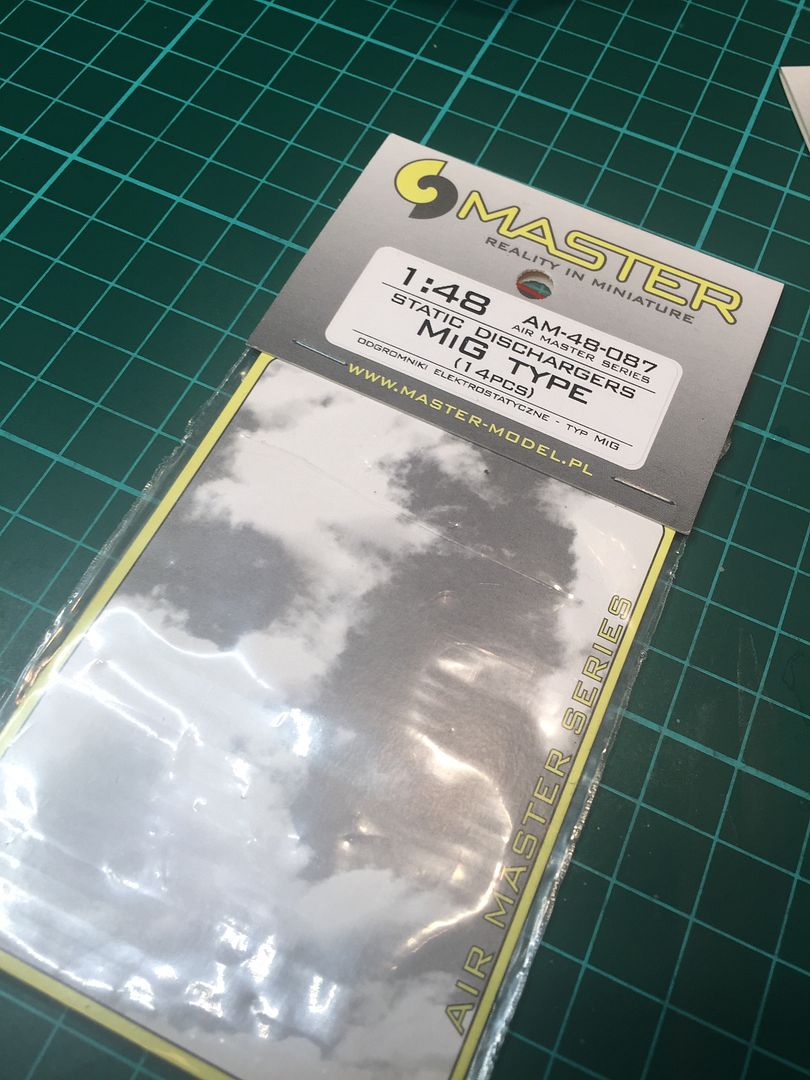 MASTER
REALITY IN MINIATURE
1:48 AM-48-087
AIR MASTER SERIES
STATIC DISCHARGERS
MiG TYPE
(14PCS)
ODGROMNIKI ELEKTROSTATYCZNE - TYP MiG
WWW.MASTER-MODEL.PL
AIR MASTER SERIES